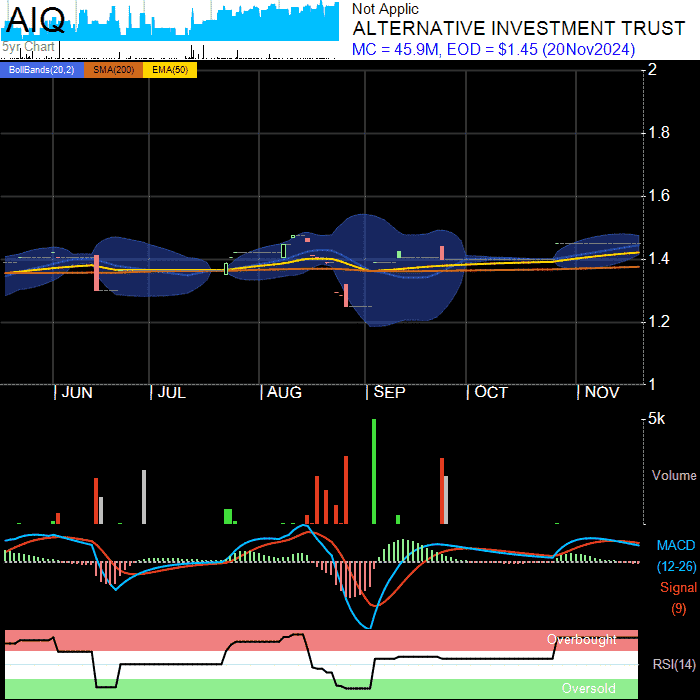 AIQ
5yr Chart
Not Applic
ALTERNATIVE INVESTMENT TRUST
MC = 45.9M, EOD = $1.45 (20Nov2024)
BollBands(20,2) SMA(200) EMA(50)
2
1.8
1.6
1.4
1.2
1
JUN JUL AUG SEP OCT NOV
5k
Volume
MACD
(12-26)
Signal
(9)
Overbought
RSI(14)
Oversold